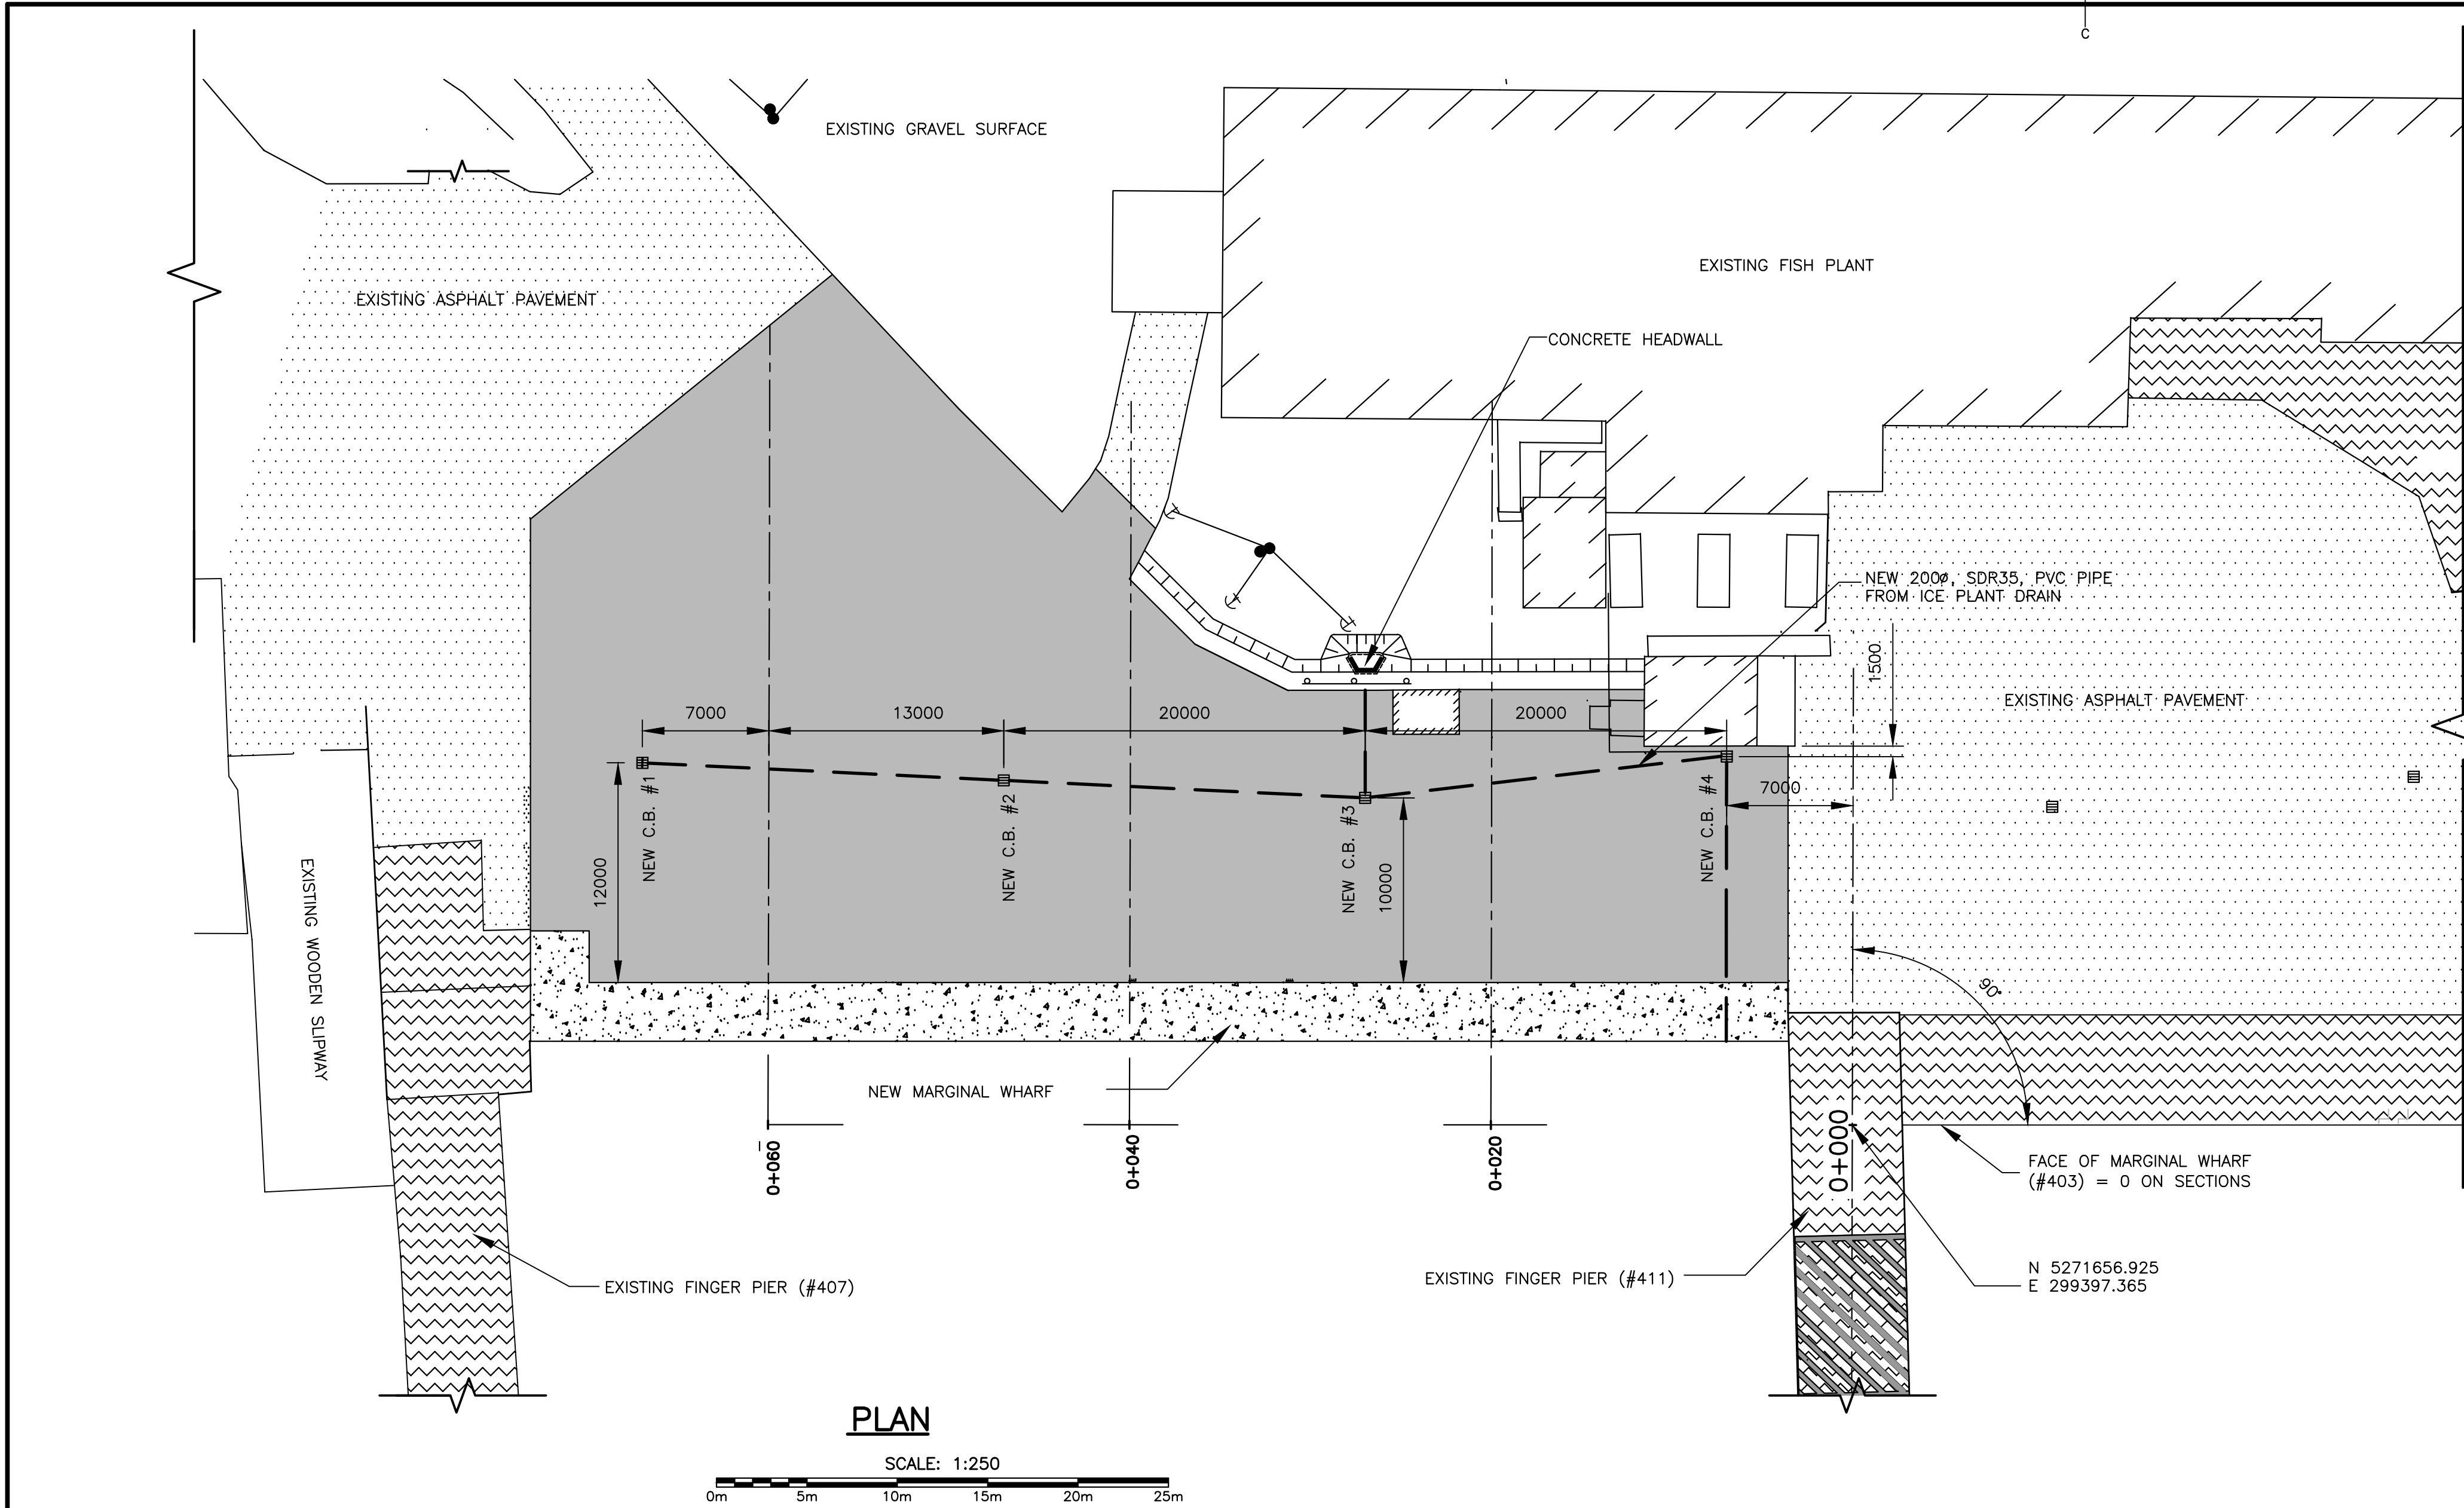 C
EXISTING GRAVEL SURFACE
EXISTING FISH PLANT
EXISTING ASPHALT PAVEMENT
CONCRETE HEADWALL
NEW 200ø, SDR35, PVC PIPE
FROM ICE PLANT DRAIN
1500
EXISTING ASPHALT PAVEMENT
7000
13000
20000
20000
7000
NEW C.B. #1
NEW C.B. #2
NEW C.B. #3
NEW C.B. #4
12000
10000
EXISTING WOODEN SLIPWAY
90°
NEW MARGINAL WHARF
0+060
0+040
0+020
0+000
FACE OF MARGINAL WHARF
(#403) = 0 ON SECTIONS
EXISTING FINGER PIER (#407)
EXISTING FINGER PIER (#411)
N 5271656.925
E 299397.365
PLAN
SCALE: 1:250
0m 5m 10m 15m 20m 25m